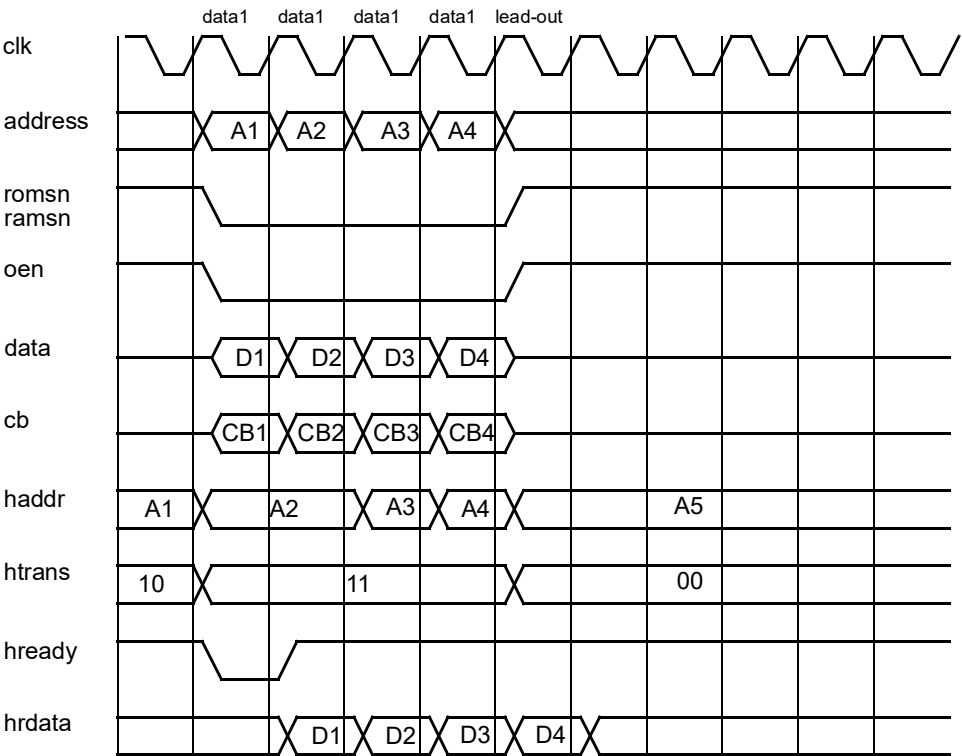 data1 data1 data1 data1 lead-out
clk
address A1 A2 A3 A4
romsn
ramsn
oen
data D1 D2 D3 D4
cb CB1 CB2 CB3 CB4
haddr A1 A2 A3 A4 A5
htrans 10 11 00
hready
hrdata D1 D2 D3 D4